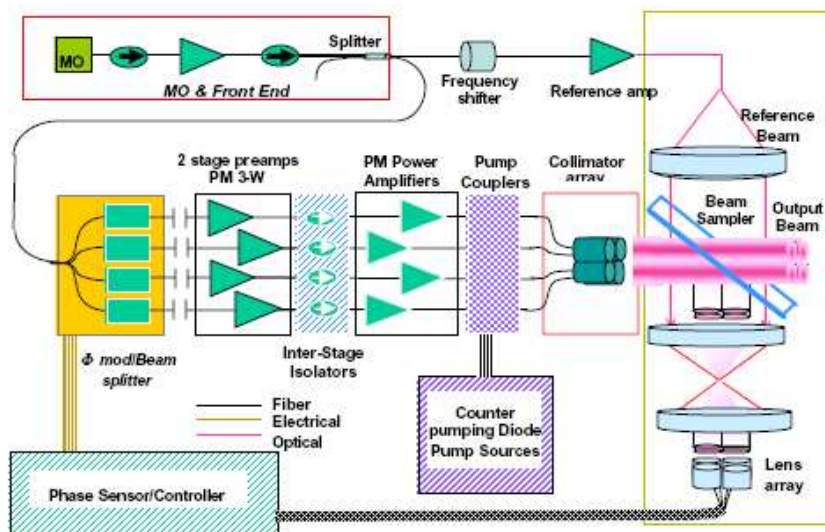 Splitter
MO
MO & Front End
Frequency
shifter
Reference amp
Reference
Beam
2 stage preamps
PM 3-W
PM Power
Amplifiers
Pump
Couplers
Collimator
array
Beam
Sampler
Output
Beam
Φ mod/Beam
splitter
Inter-Stage
Isolators
Fiber
Electrical
Optical
Counter
pumping Diode
Pump Sources
Lens
array
Phase Sensor/Controller